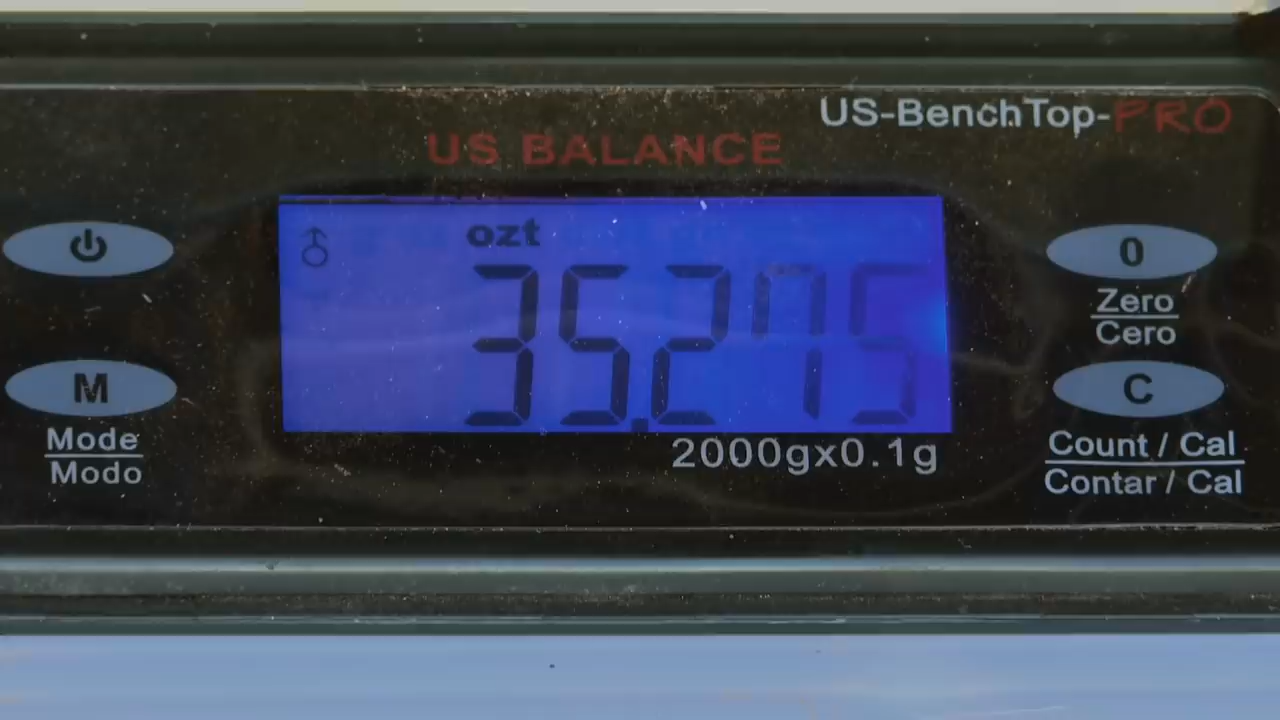 US-BenchTop-PRO
US BALANCE
ozt
35.275
2000gx0.1g
M
Mode
Modo
0
Zero
Cero
C
Count / Cal
Contar / Cal